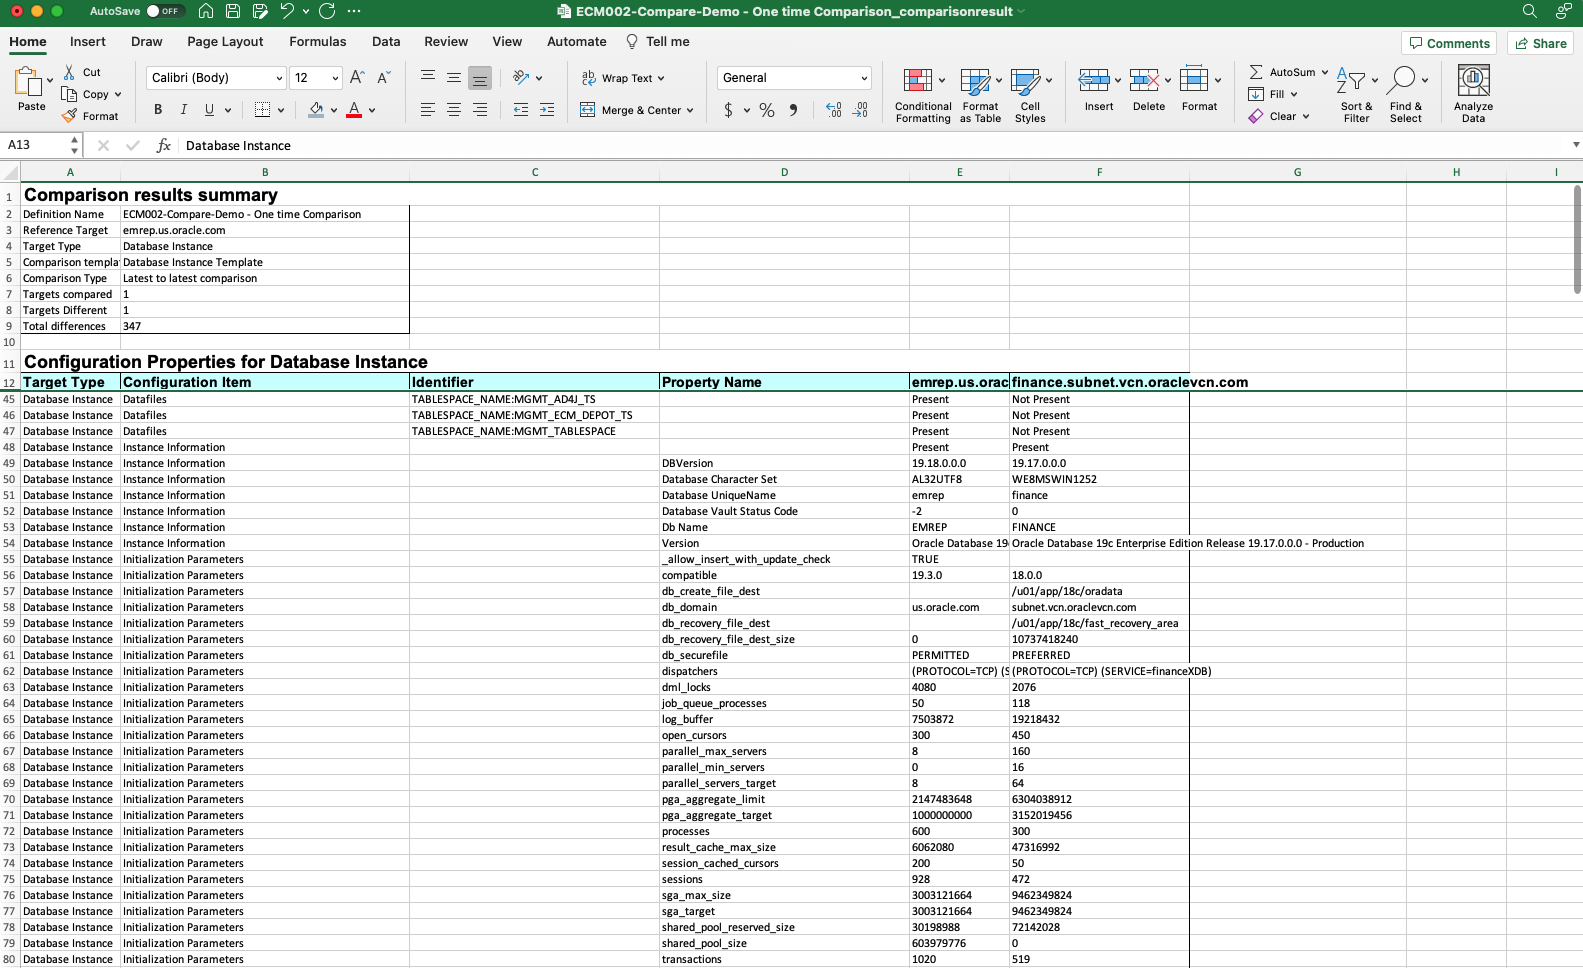 AutoSave OFF ECM002-Compare-Demo - One time Comparison_comparisonresult
Home Insert Draw Page Layout Formulas Data Review View Automate Tell me Comments Share
Paste Cut Copy Format Calibri (Body) 12 Wrap Text Merge & Center General Conditional Formatting Format as Table Cell Styles Insert Delete Format AutoSum Fill Clear Sort & Filter Find & Select Analyze Data
A13 fx Database Instance
A B C D E F G H I
1 Comparison results summary
2 Definition Name ECM002-Compare-Demo - One time Comparison
3 Reference Target emrep.us.oracle.com
4 Target Type Database Instance
5 Comparison templa Database Instance Template
6 Comparison Type Latest to latest comparison
7 Targets compared 1
8 Targets Different 1
9 Total differences 347
10
11 Configuration Properties for Database Instance
12 Target Type Configuration Item Identifier Property Name emrep.us.orac finance.subnet.vcn.oraclevcn.com
45 Database Instance Datafiles TABLESPACE_NAME:MGMT_AD4J_TS Present Not Present
46 Database Instance Datafiles TABLESPACE_NAME:MGMT_ECM_DEPOT_TS Present Not Present
47 Database Instance Datafiles TABLESPACE_NAME:MGMT_TABLESPACE Present Not Present
48 Database Instance Instance Information Present Present
49 Database Instance Instance Information DBVersion 19.18.0.0.0 19.17.0.0.0
50 Database Instance Instance Information Database Character Set AL32UTF8 WE8MSWIN1252
51 Database Instance Instance Information Database UniqueName emrep finance
52 Database Instance Instance Information Database Vault Status Code -2 0
53 Database Instance Instance Information Db Name EMREP FINANCE
54 Database Instance Instance Information Version Oracle Database 19 Oracle Database 19c Enterprise Edition Release 19.17.0.0.0 - Production
55 Database Instance Initialization Parameters _allow_insert_with_update_check TRUE
56 Database Instance Initialization Parameters compatible 19.3.0 18.0.0
57 Database Instance Initialization Parameters db_create_file_dest /u01/app/18c/oradata
58 Database Instance Initialization Parameters db_domain us.oracle.com subnet.vcn.oraclevcn.com
59 Database Instance Initialization Parameters db_recovery_file_dest /u01/app/18c/fast_recovery_area
60 Database Instance Initialization Parameters db_recovery_file_dest_size 0 10737418240
61 Database Instance Initialization Parameters db_securefile PERMITTED PREFERRED
62 Database Instance Initialization Parameters dispatchers (PROTOCOL=TCP) (S (PROTOCOL=TCP) (SERVICE=financeXDB)
63 Database Instance Initialization Parameters dml_locks 4080 2076
64 Database Instance Initialization Parameters job_queue_processes 50 118
65 Database Instance Initialization Parameters log_buffer 7503872 19218432
66 Database Instance Initialization Parameters open_cursors 300 450
67 Database Instance Initialization Parameters parallel_max_servers 8 160
68 Database Instance Initialization Parameters parallel_min_servers 0 16
69 Database Instance Initialization Parameters parallel_servers_target 8 64
70 Database Instance Initialization Parameters pga_aggregate_limit 2147483648 6304038912
71 Database Instance Initialization Parameters pga_aggregate_target 1000000000 3152019456
72 Database Instance Initialization Parameters processes 600 300
73 Database Instance Initialization Parameters result_cache_max_size 6062080 47316992
74 Database Instance Initialization Parameters session_cached_cursors 200 50
75 Database Instance Initialization Parameters sessions 928 472
76 Database Instance Initialization Parameters sga_max_size 3003121664 9462349824
77 Database Instance Initialization Parameters sga_target 3003121664 9462349824
78 Database Instance Initialization Parameters shared_pool_reserved_size 30198988 72142028
79 Database Instance Initialization Parameters shared_pool_size 603979776 0
80 Database Instance Initialization Parameters transactions 1020 519